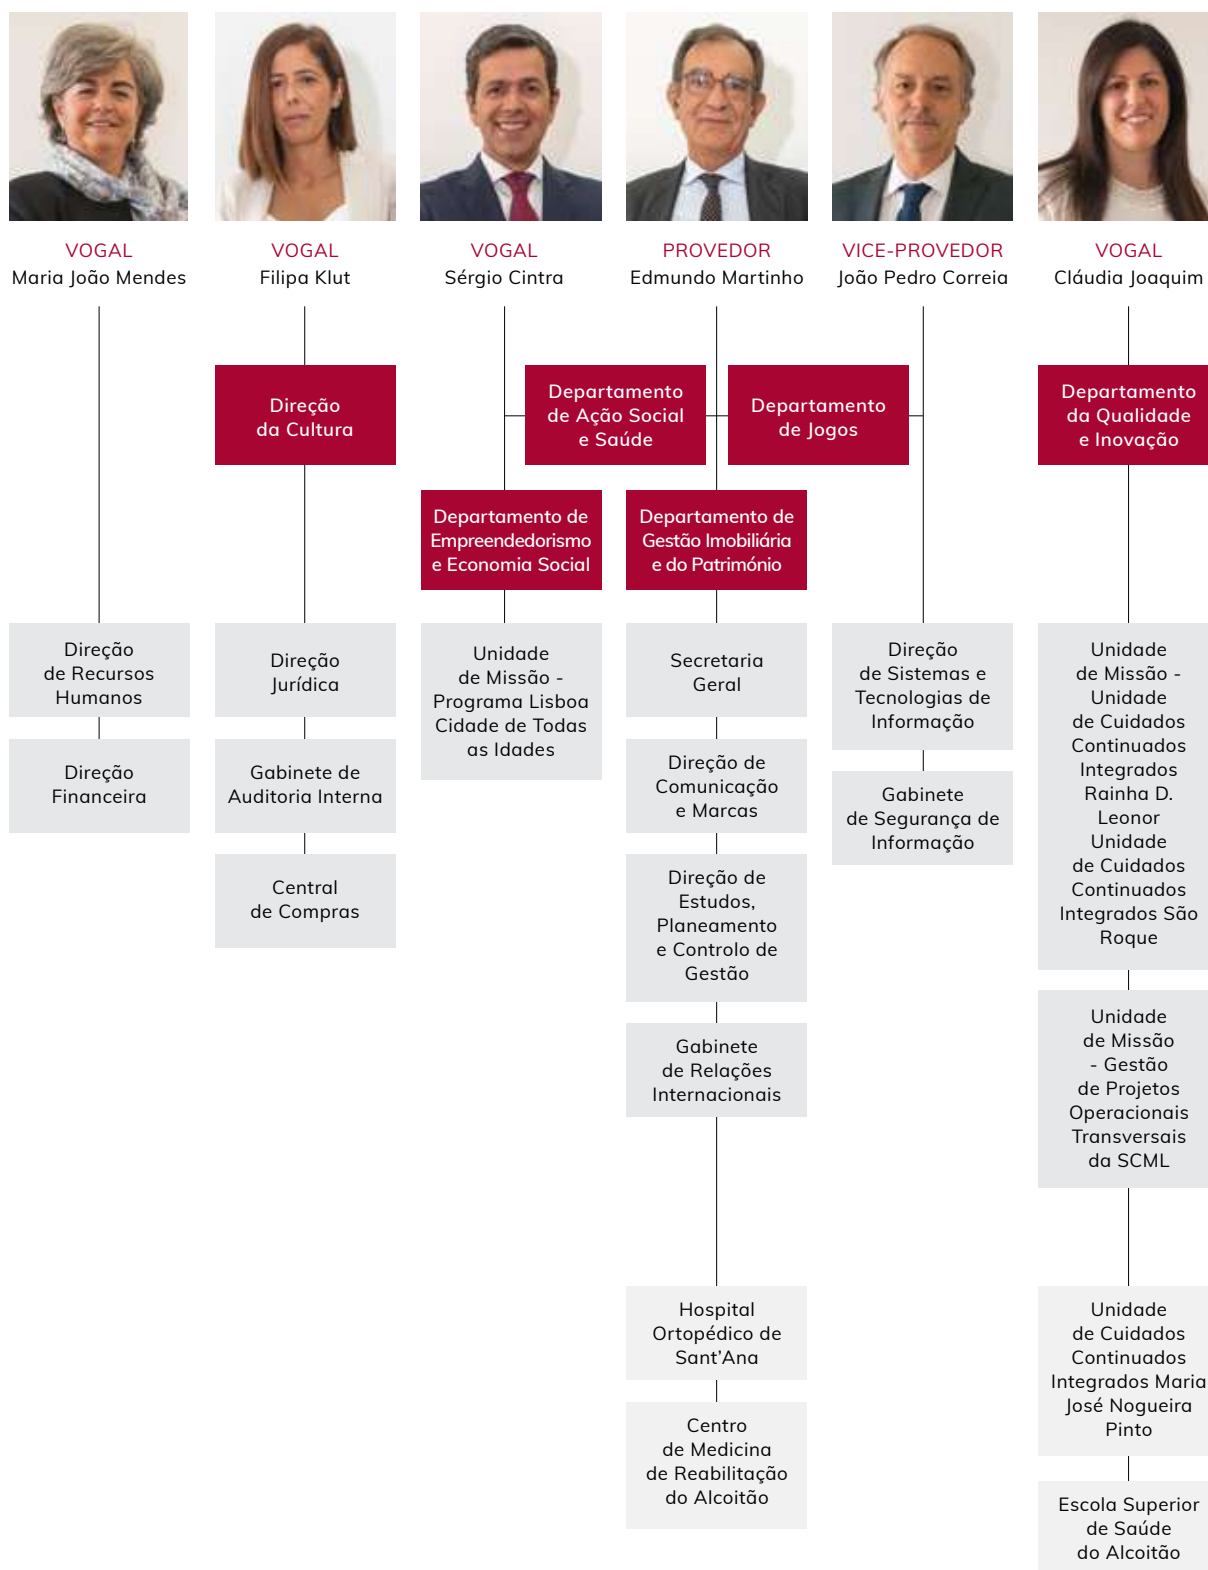 VOGAL
Maria João Mendes
VOGAL
Filipa Klut
VOGAL
Sérgio Cintra
PROVEDOR
Edmundo Martinho
VICE-PROVEDOR
João Pedro Correia
VOGAL
Cláudia Joaquim
Direção
da Cultura
Departamento
de Ação Social
e Saúde
Departamento
de Jogos
Departamento
da Qualidade
e Inovação
Departamento de
Empreendedorismo
e Economia Social
Departamento de
Gestão Imobiliária
e do Património
Direção
de Recursos
Humanos
Direção
Financeira
Direção
Jurídica
Gabinete de
Auditoria Interna
Central
de Compras
Unidade
de Missão -
Programa Lisboa
Cidade de Todas
as Idades
Secretaria
Geral
Direção de
Comunicação
e Marcas
Direção de
Estudos,
Planeamento
e Controlo de
Gestão
Gabinete
de Relações
Internacionais
Hospital
Ortopédico de
Sant'Ana
Centro
de Medicina
de Reabilitação
do Alcoitão
Direção
de Sistemas e
Tecnologias de
Informação
Gabinete
de Segurança de
Informação
Unidade
de Missão -
Unidade
de Cuidados
Continuados
Integrados
Rainha D.
Leonor
Unidade
de Cuidados
Continuados
Integrados São
Roque
Unidade
de Missão
- Gestão
de Projetos
Operacionais
Transversais
da SCML
Unidade
de Cuidados
Continuados
Integrados Maria
José Nogueira
Pinto
Escola Superior
de Saúde
do Alcoitão